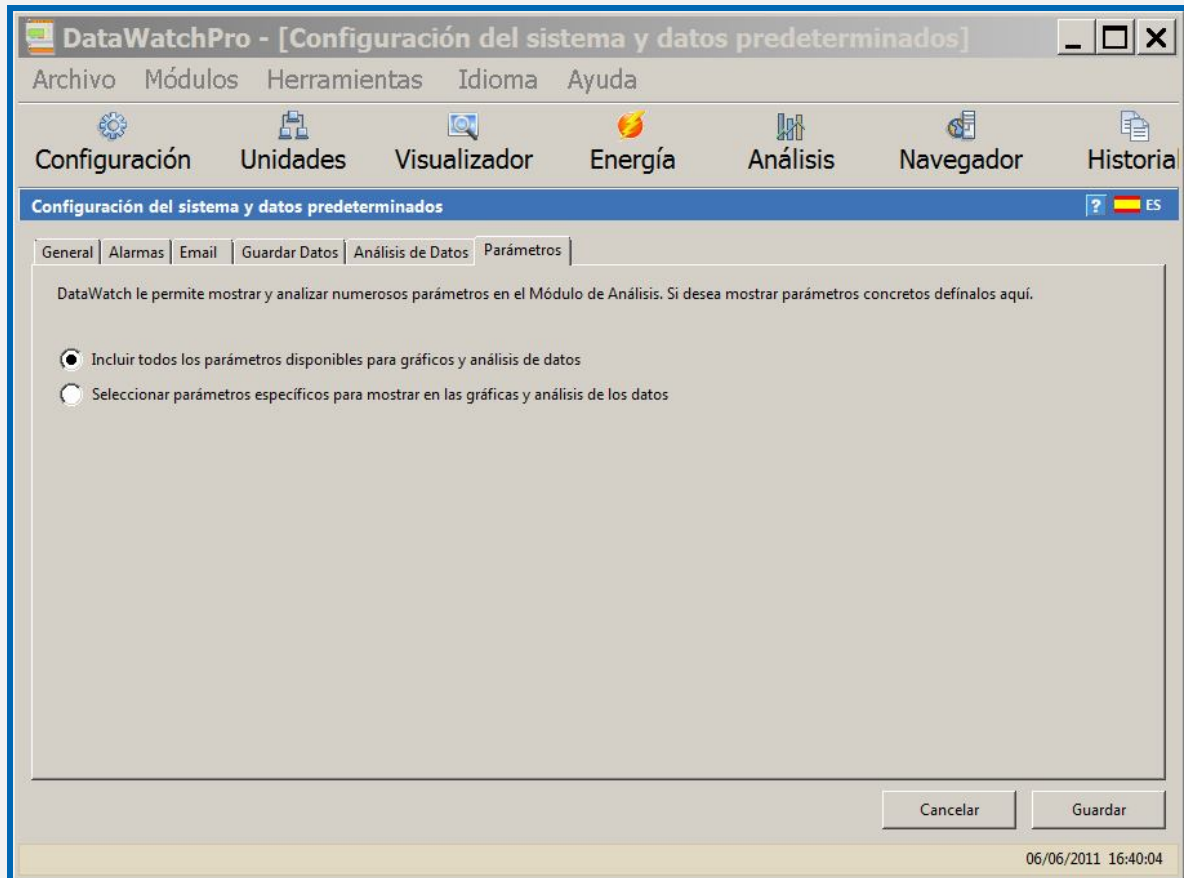 DataWatchPro - [Configuración del sistema y datos predeterminados]
Archivo Módulos Herramientas Idioma Ayuda
Configuración Unidades Visualizador Energía Análisis Navegador Historial
Configuración del sistema y datos predeterminados ? ES
General Alarmas Email Guardar Datos Análisis de Datos Parámetros
DataWatch le permite mostrar y analizar numerosos parámetros en el Módulo de Análisis. Si desea mostrar parámetros concretos defínalos aquí.
Incluir todos los parámetros disponibles para gráficos y análisis de datos
Seleccionar parámetros específicos para mostrar en las gráficas y análisis de los datos
Cancelar Guardar
06/06/2011 16:40:04